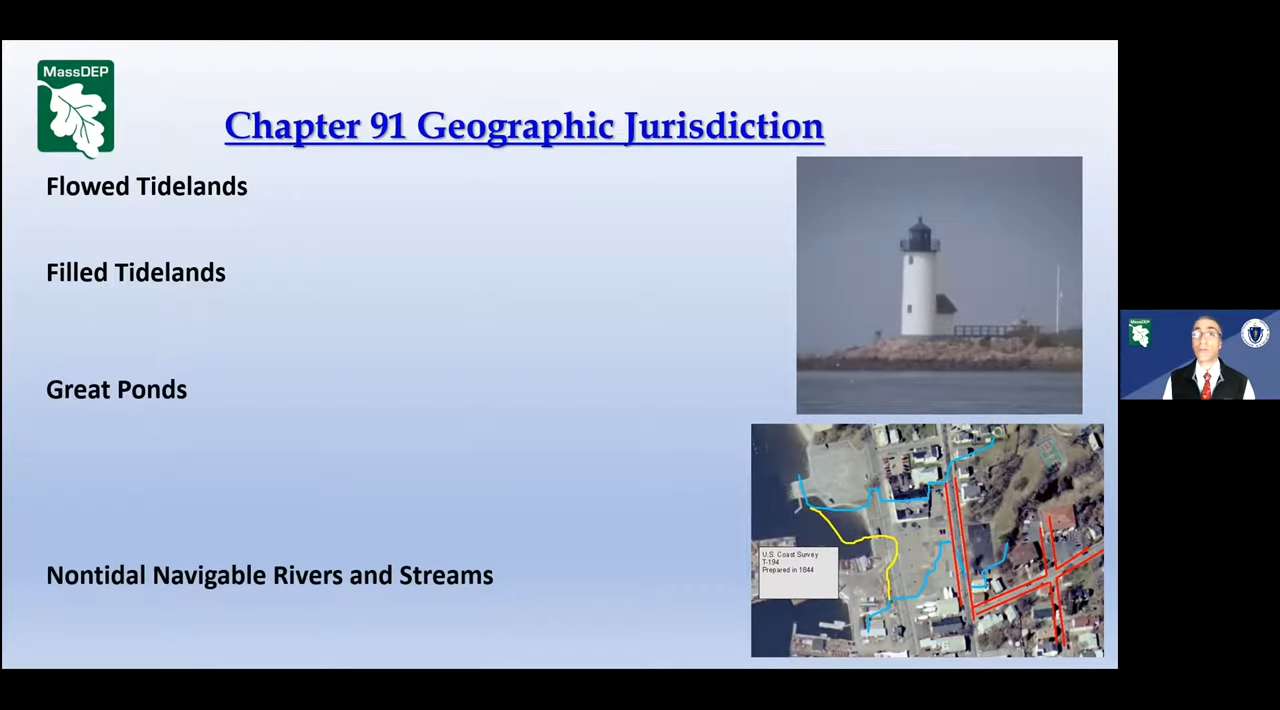 MassDEP
Chapter 91 Geographic Jurisdiction
Flowed Tidelands
Filled Tidelands
Great Ponds
Nontidal Navigable Rivers and Streams
U.S. Coast Survey
T-194
Prepared in 1844
MassDEP